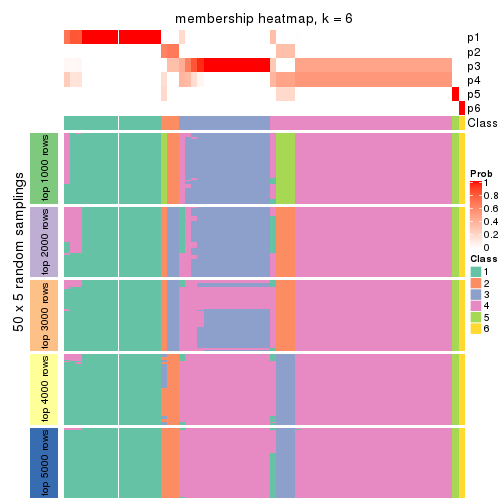 membership heatmap, k = 6
p1
p2
p3
p4
p5
p6
Class
50 x 5 random samplings
top 1000 rows
top 2000 rows
top 3000 rows
top 4000 rows
top 5000 rows
Prob
1
0.8
0.6
0.4
0.2
0
Class
1
2
3
4
5
6